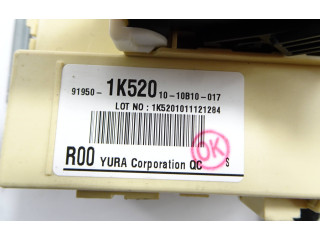 91950- 1K520 10-10B10-017
LOT NO : 1K5201011121284
R00 YURA Corporation QC S
OK